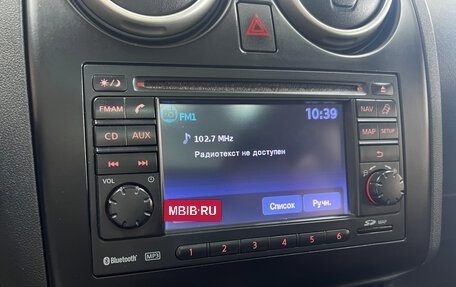 FM1
10:39
FM·AM
NAV
102.7 MHz
CD
AUX
MAP
SETUP
Радиотекст не доступен
VOL
Список
Ручн.
MBIB·RU
SD
Bluetooth
MP3
1 2 3 4 5 6